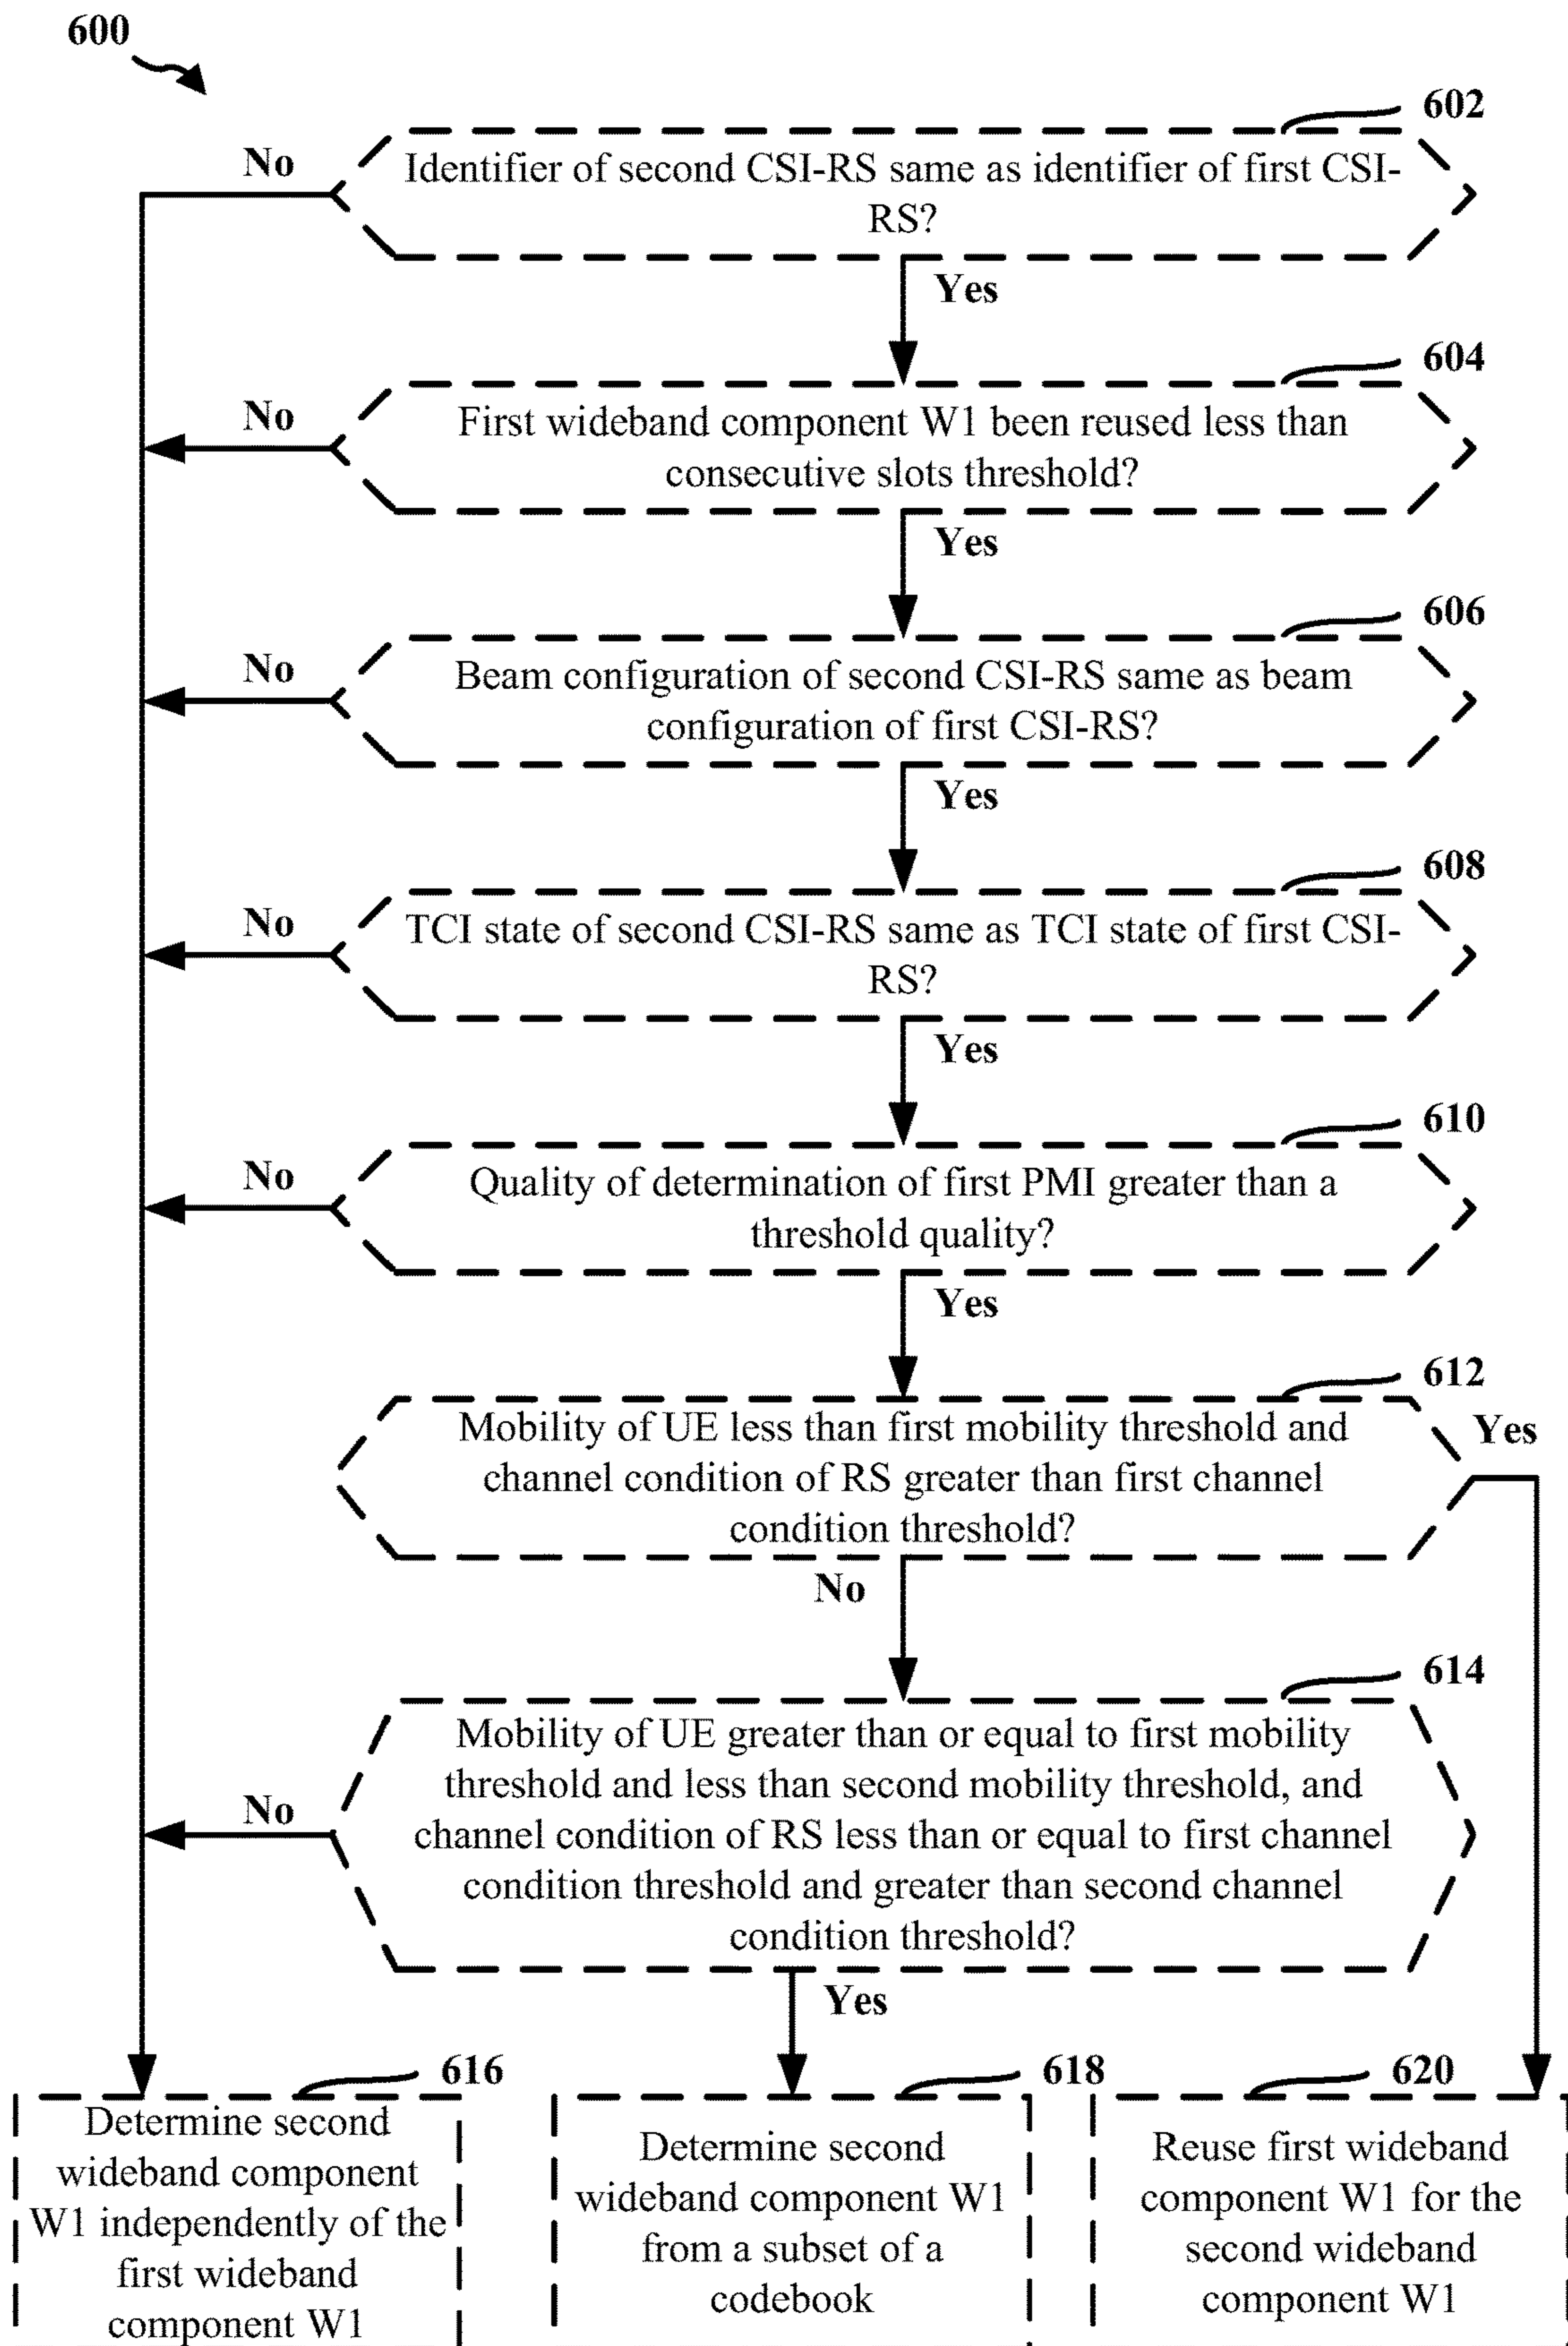 600
602
No
Identifier of second CSI-RS same as identifier of first CSI-
RS?
Yes
604
No
First wideband component W1 been reused less than
consecutive slots threshold?
Yes
606
No
Beam configuration of second CSI-RS same as beam
configuration of first CSI-RS?
Yes
608
No
TCI state of second CSI-RS same as TCI state of first CSI-
RS?
Yes
610
No
Quality of determination of first PMI greater than a
threshold quality?
Yes
612
Mobility of UE less than first mobility threshold and
channel condition of RS greater than first channel
condition threshold?
Yes
No
614
Mobility of UE greater than or equal to first mobility
threshold and less than second mobility threshold, and
channel condition of RS less than or equal to first channel
condition threshold and greater than second channel
condition threshold?
No
Yes
616
Determine second
wideband component
W1 independently of the
first wideband
component W1
618
Determine second
wideband component W1
from a subset of a
codebook
620
Reuse first wideband
component W1 for the
second wideband
component W1